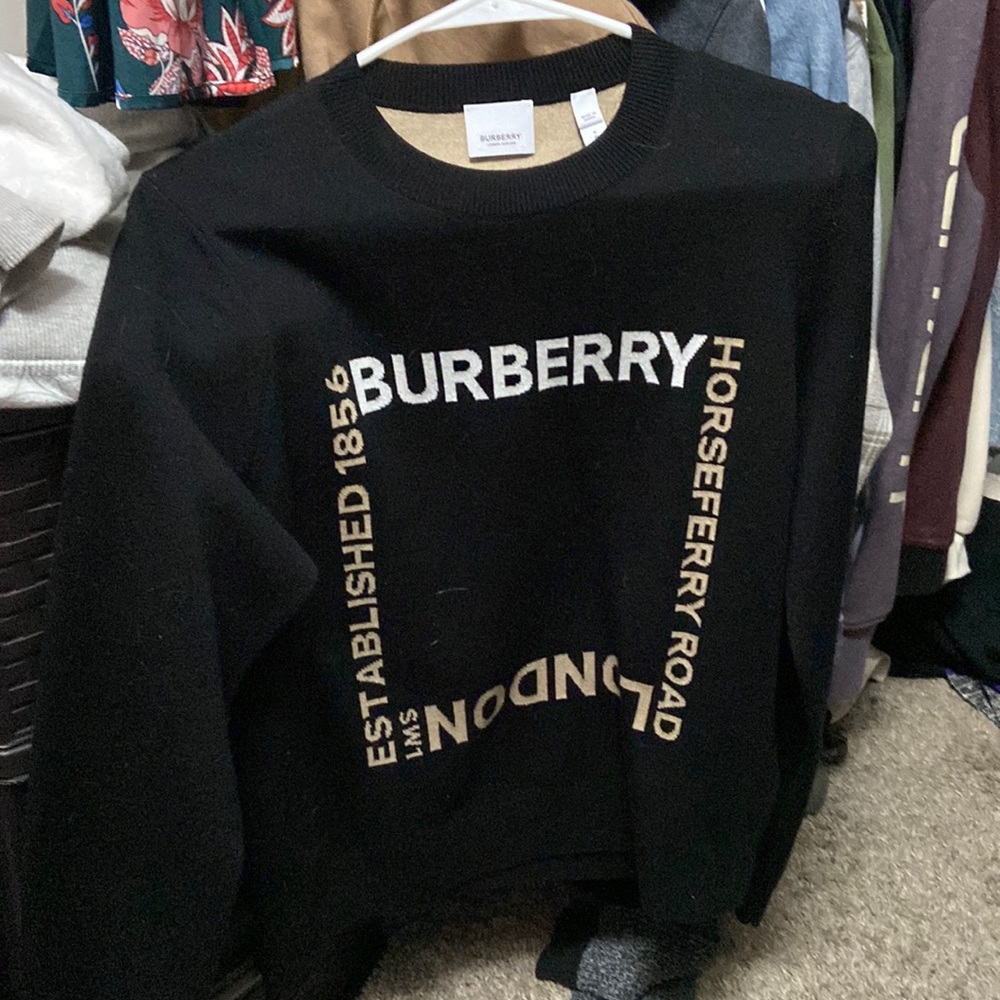 BURBERRY
BURBERRY
HORSEFERRY ROAD
LONDON
SW1
ESTABLISHED 1856